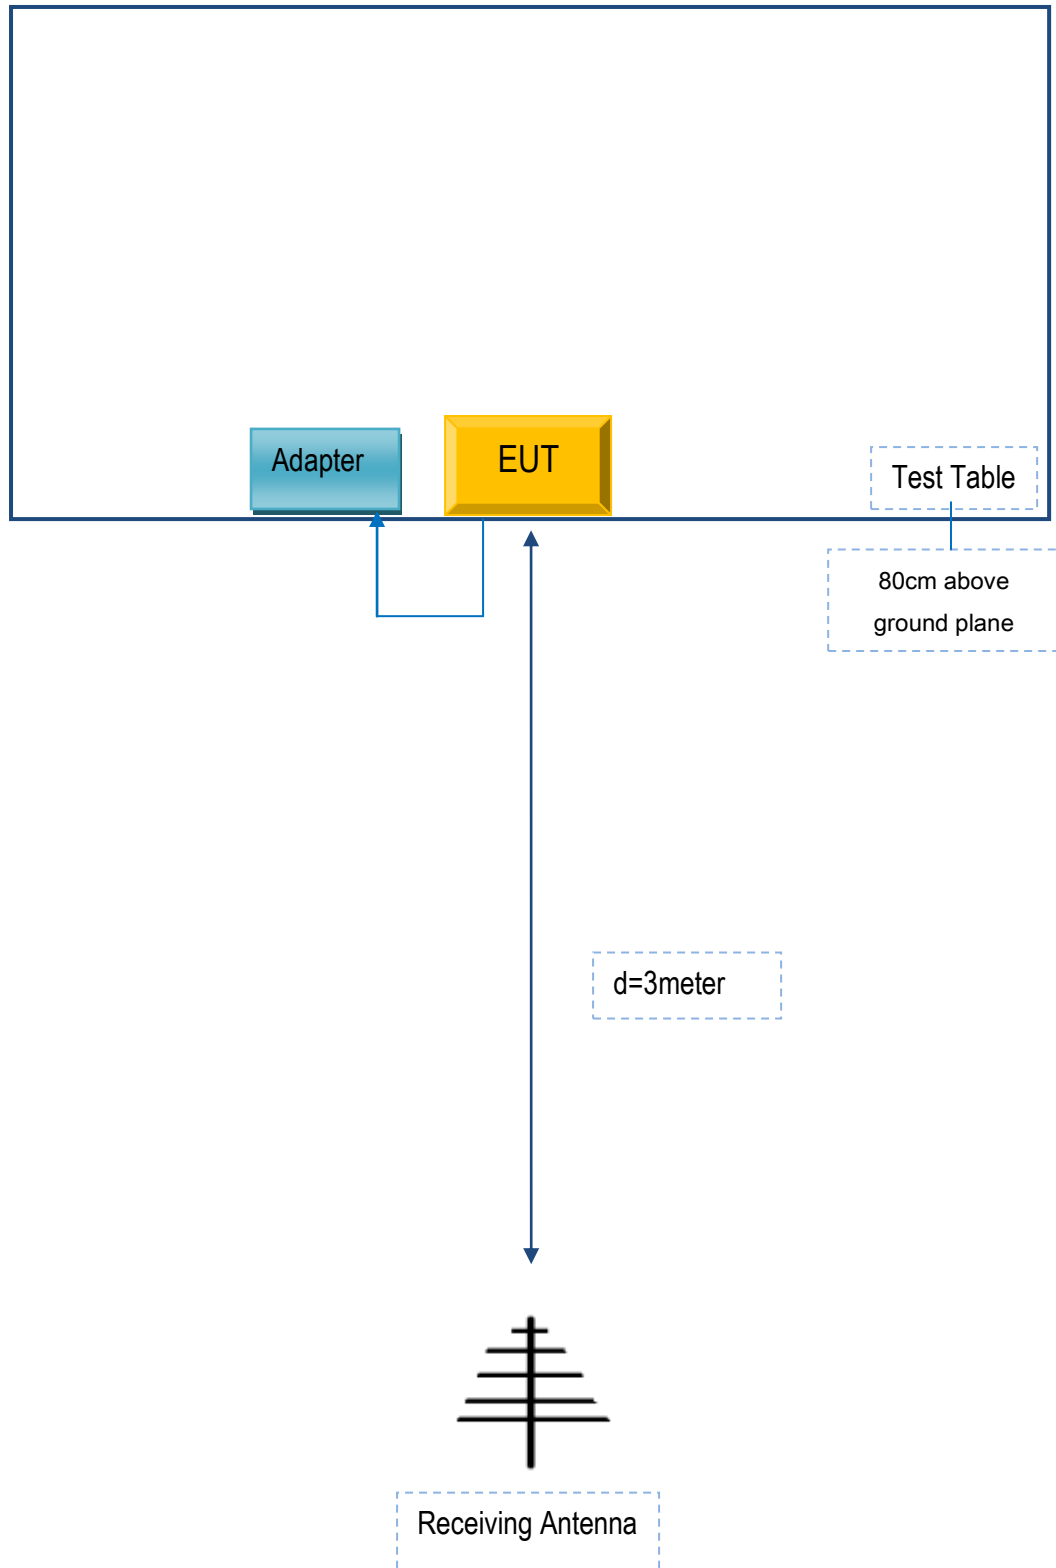 Adapter
EUT
Test Table
80cm above
ground plane
d=3meter
Receiving Antenna